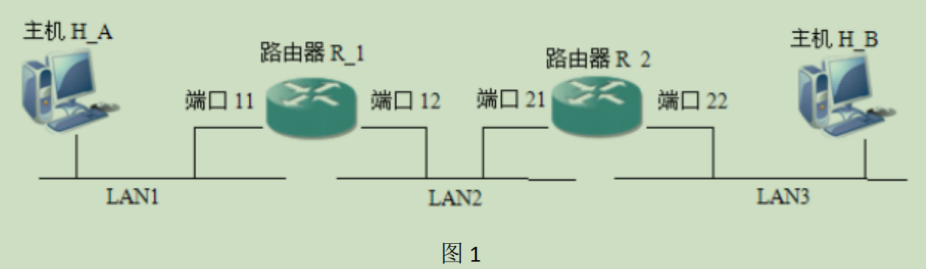 主机 H_A
路由器 R_1
路由器 R 2
主机 H_B
端口 11
端口 12
端口 21
端口 22
LAN1
LAN2
LAN3
图 1